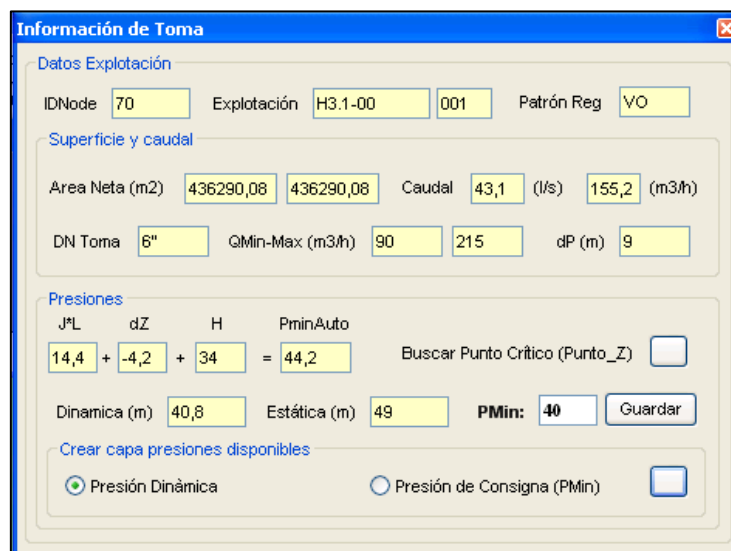 Información de Toma
Datos Explotación
IDNode 70 Explotación H3.1-00 001 Patrón Reg VO
Superficie y caudal
Area Neta (m2) 436290,08 436290,08 Caudal 43,1 (l/s) 155,2 (m3/h)
DN Toma 6" QMin-Max (m3/h) 90 215 dP (m) 9
Presiones
J*L dZ H PminAuto
14,4 + -4,2 + 34 = 44,2 Buscar Punto Crítico (Punto_Z)
Dinamica (m) 40,8 Estática (m) 49 PMin: 40 Guardar
Crear capa presiones disponibles
Presión Dinàmica Presión de Consigna (PMin)